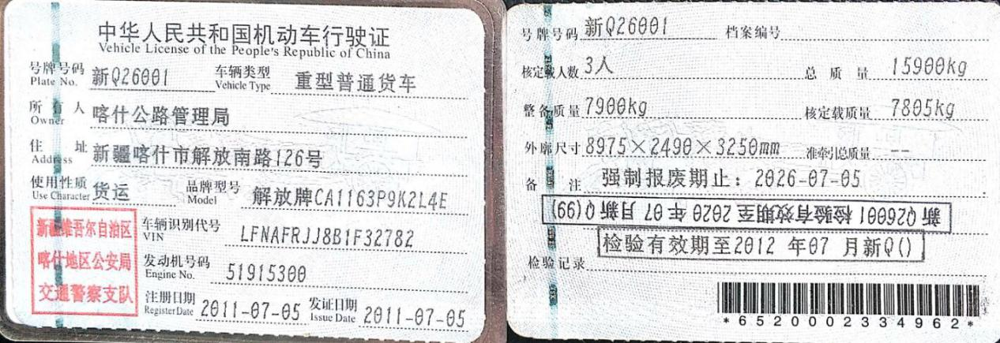 中华人民共和国机动车行驶证
Vehicle License of the People's Republic of China
号牌号码 新Q26001 车辆类型 重型普通货车
Plate No. Vehicle Type
所有人 喀什公路管理局
Owner
住址 新疆喀什市解放南路126号
Address
使用性质 货运 品牌型号 解放牌CA1163P9K2L4E
Use Character Model
新疆维吾尔自治区
喀什地区公安局
交通警察支队
车辆识别代号 LFNAFRJJ8B1F32782
VIN
发动机号码 51915300
Engine No.
注册日期 2011-07-05 发证日期 2011-07-05
Register Date Issue Date
号牌号码 新Q26001 档案编号
核定载人数 3人 总质量 15900kg
整备质量 7900kg 核定载质量 7805kg
外廓尺寸 8975×2490×3250mm 准牵引总质量 --
备注 强制报废期止：2026-07-05
新Q26001 检验有效期至2020 年 07 月新Q(99)
检验有效期至2012 年07 月新Q()
检验记录
*6520002334962*